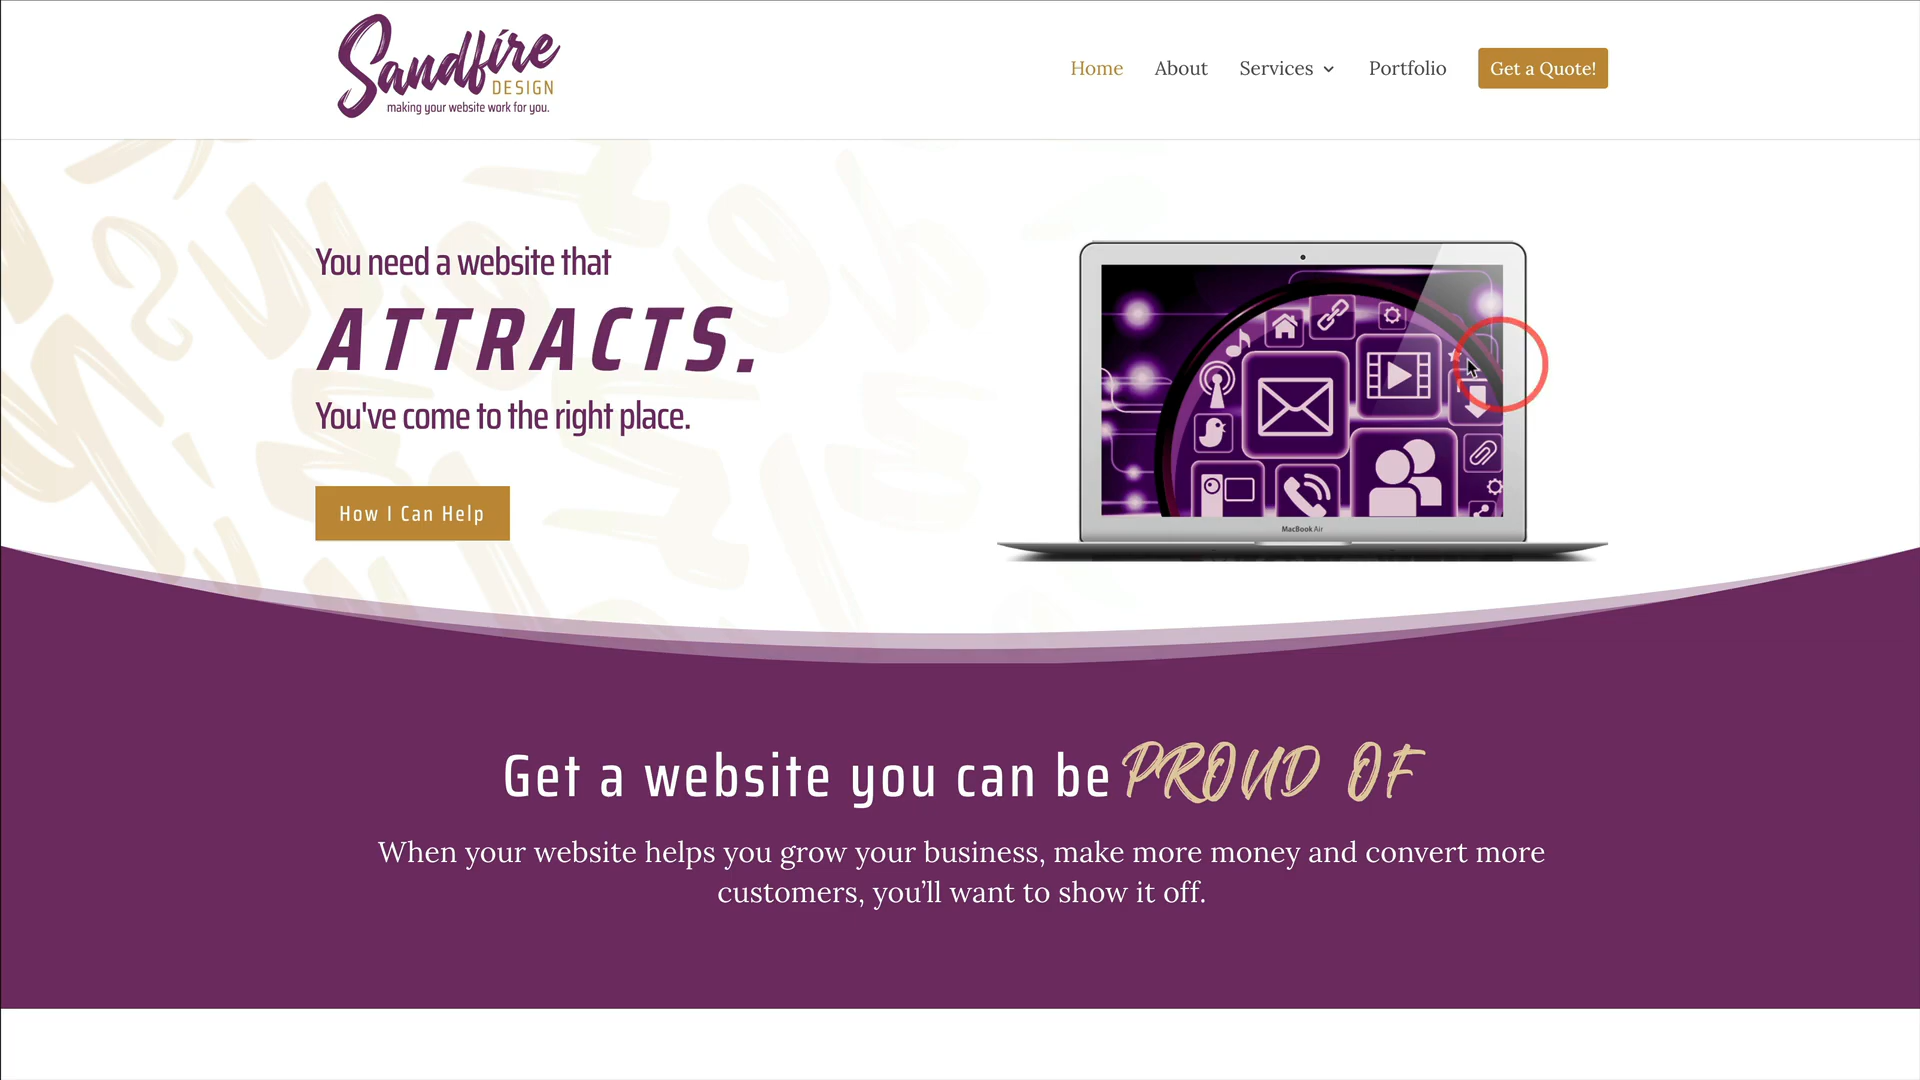 Sandfire
DESIGN
making your website work for you.
Home About Services Portfolio Get a Quote!
You need a website that
ATTRACTS.
You've come to the right place.
How I Can Help
MacBook Air
Get a website you can be PROUD OF
When your website helps you grow your business, make more money and convert more
customers, you’ll want to show it off.